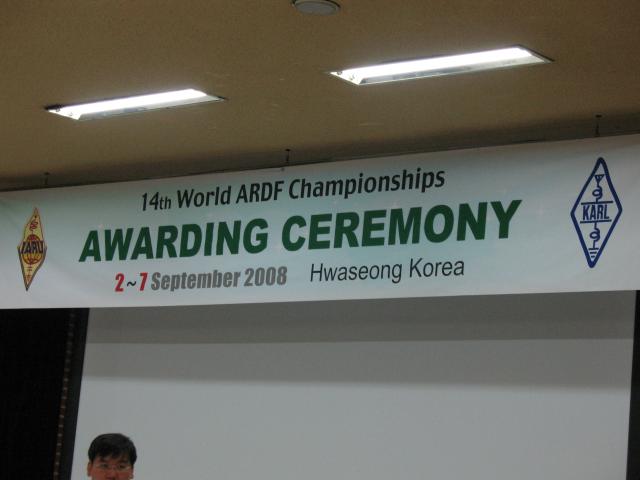 14th World ARDF Championships
AWARDING CEREMONY
2~7 September 2008 Hwaseong Korea
IARU
KARL